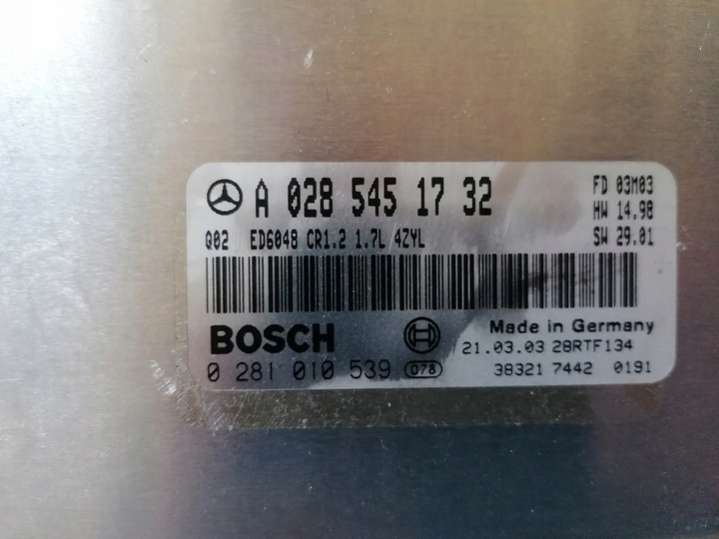 A 028 545 17 32
FD 03M03
HW 14.98
Q02 ED6048 CR1.2 1.7L 4ZYL
SW 29.01
BOSCH
Made in Germany
21.03.03 28RTF134
0 281 010 539 078
38321 7442 0191